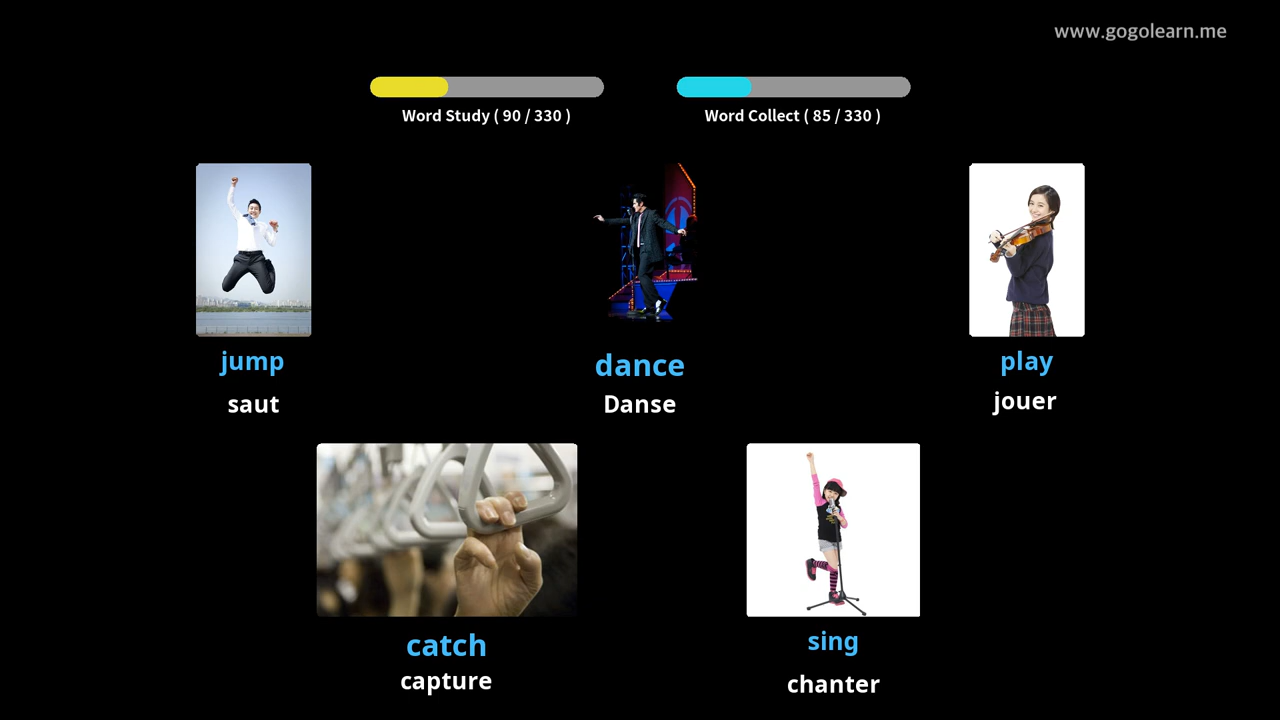 www.gogolearn.me
Word Study ( 90 / 330 )
Word Collect ( 85 / 330 )
jump
saut
dance
Danse
play
jouer
catch
capture
sing
chanter